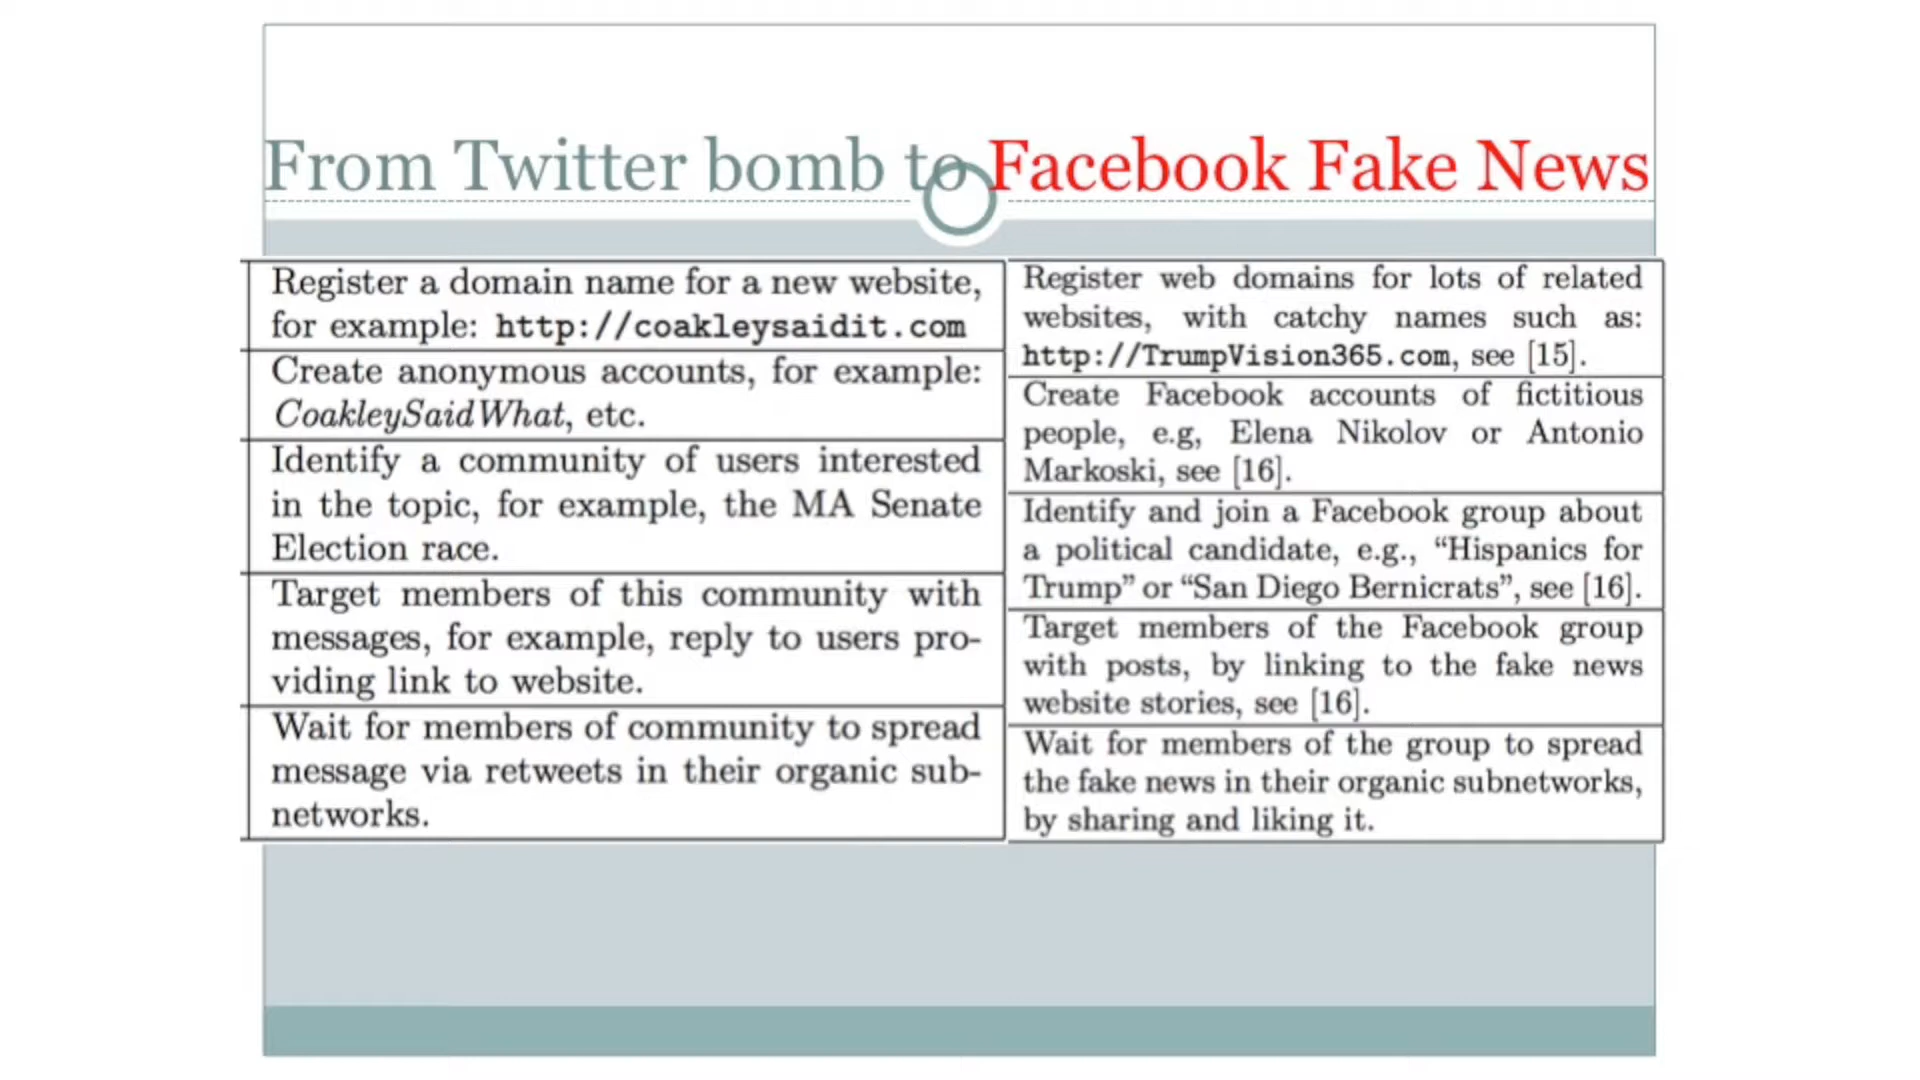 From Twitter bomb to Facebook Fake News
Register a domain name for a new website,
for example: http://coakleysaidit.com
Create anonymous accounts, for example:
CoakleySaidWhat, etc.
Identify a community of users interested
in the topic, for example, the MA Senate
Election race.
Target members of this community with
messages, for example, reply to users pro-
viding link to website.
Wait for members of community to spread
message via retweets in their organic sub-
networks.
Register web domains for lots of related
websites, with catchy names such as:
http://TrumpVision365.com, see [15].
Create Facebook accounts of fictitious
people, e.g, Elena Nikolov or Antonio
Markoski, see [16].
Identify and join a Facebook group about
a political candidate, e.g., “Hispanics for
Trump” or “San Diego Bernicrats”, see [16].
Target members of the Facebook group
with posts, by linking to the fake news
website stories, see [16].
Wait for members of the group to spread
the fake news in their organic subnetworks,
by sharing and liking it.